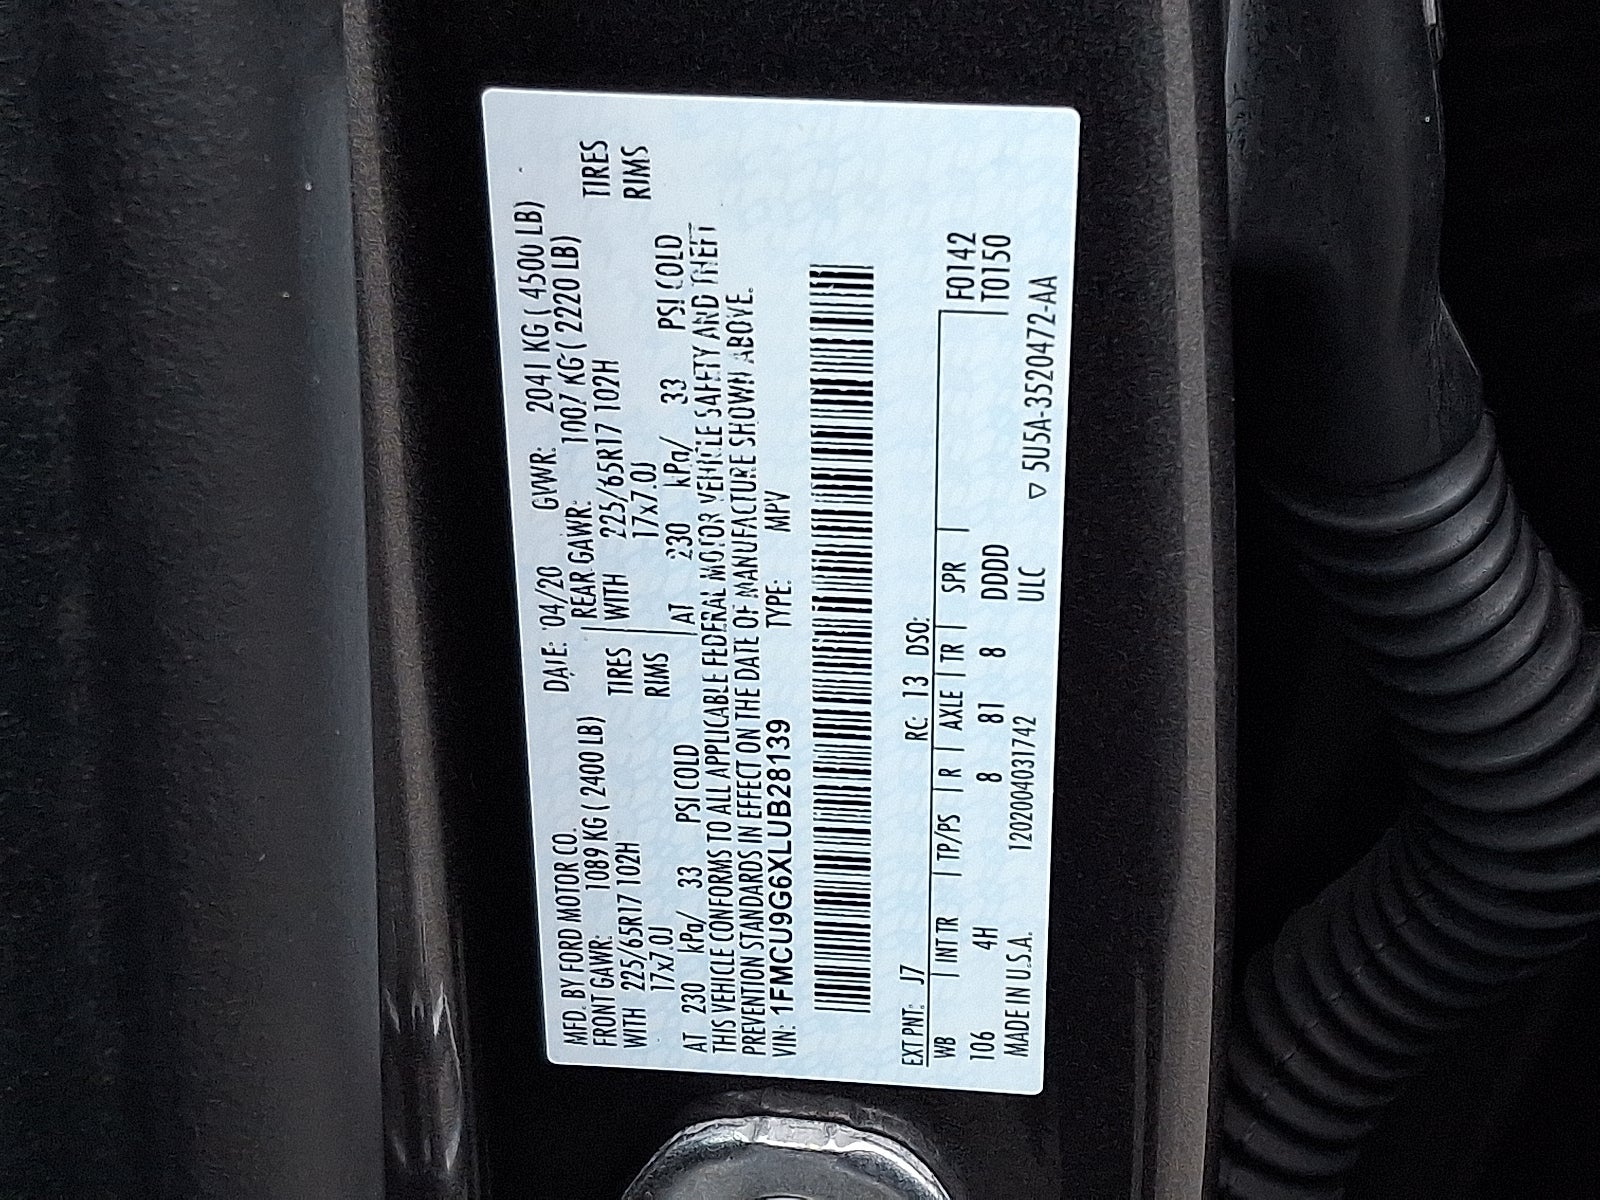 MFD. BY FORD MOTOR CO. DATE: 04/20 GVWR: 2041 KG ( 4500 LB)
FRONT GAWR: 1089 KG ( 2400 LB) REAR GAWR: 1007 KG ( 2220 LB)
WITH 225/65R17 102H TIRES WITH 225/65R17 102H TIRES
17x7.0J RIMS 17x7.0J RIMS
AT 230 kPa/ 33 PSI COLD AT 230 kPa/ 33 PSI COLD
THIS VEHICLE CONFORMS TO ALL APPLICABLE FEDERAL MOTOR VEHICLE SAFETY AND THEFT
PREVENTION STANDARDS IN EFFECT ON THE DATE OF MANUFACTURE SHOWN ABOVE.
VIN: 1FMCU9G6XLUB28139 TYPE: MPV
EXT PNT: J7 RC: 13 DSO:
WB | INT TR | TP/PS | R | AXLE | TR | SPR | F0142
106 4H 8 81 8 DDDD T0150
MADE IN U.S.A. 1202004031742 ULC ▽ 5U5A-3520472-AA